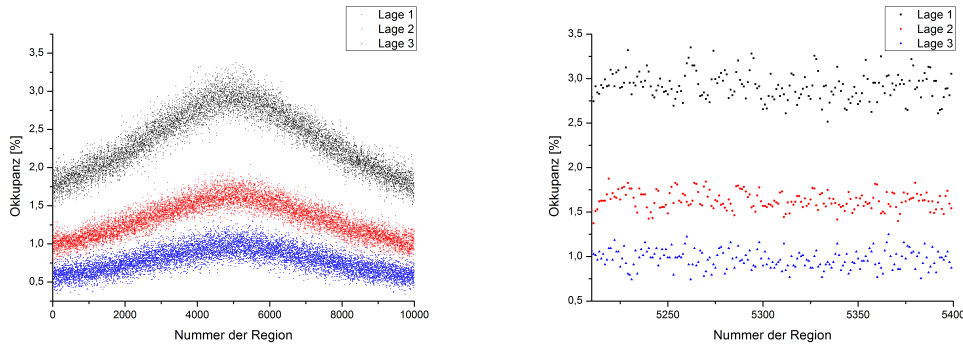 Lage 1
Lage 2
Lage 3
3,5
3,0
2,5
2,0
1,5
1,0
0,5
Okkupanz [%]
0
2000
4000
6000
8000
10000
Nummer der Region
Lage 1
Lage 2
Lage 3
3,5
3,0
2,5
2,0
1,5
1,0
0,5
Okkupanz [%]
5250
5300
5350
5400
Nummer der Region